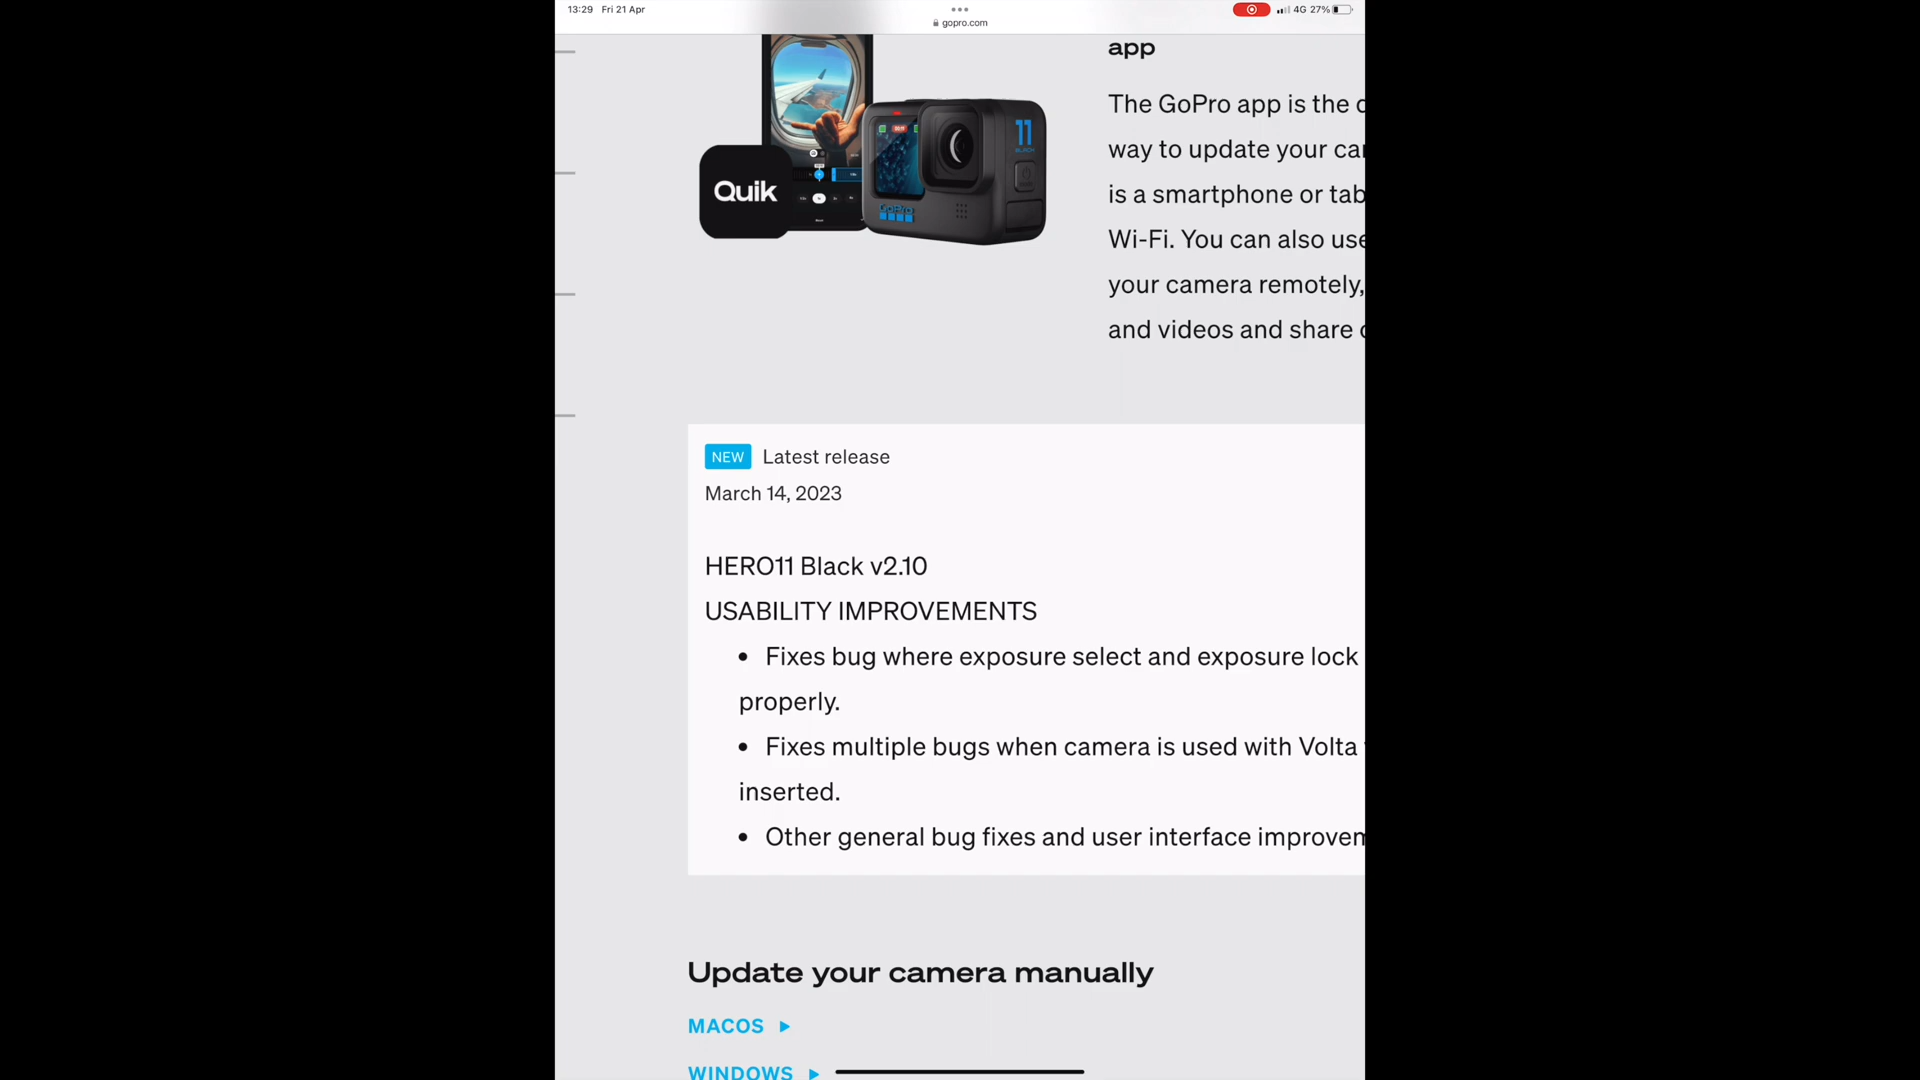 13:29 Fri 21 Apr
4G 27%
gopro.com
app
The GoPro app is the
way to update your
is a smartphone or
Wi-Fi. You can also
your camera remotely,
and videos and share
Quik
11
BLACK
GoPro
NEW Latest release
March 14, 2023
HERO11 Black v2.10
USABILITY IMPROVEMENTS
• Fixes bug where exposure select and exposure lock
properly.
• Fixes multiple bugs when camera is used with Volta
inserted.
• Other general bug fixes and user interface
Update your camera manually
MACOS
WINDOWS